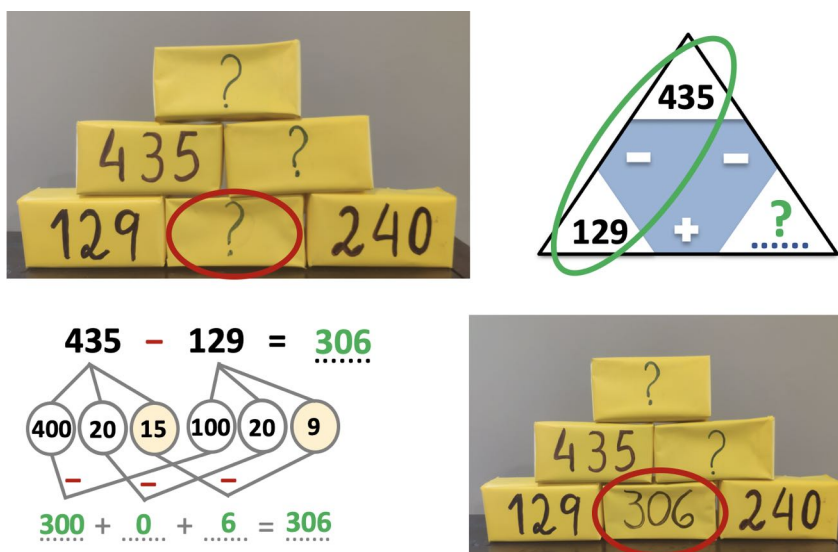 ?
435 ?
129 ? 240
435
− −
129 + ?
435 − 129 = 306
400 20 15 100 20 9
− − −
300 + 0 + 6 = 306
?
435 ?
129 306 240